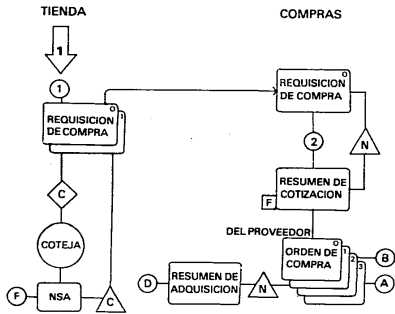 TIENDA
COMPRAS
1
1
O
REQUISICION
DE COMPRA
1
O
REQUISICION
DE COMPRA
2
N
C
RESUMEN DE
COTIZACION
F
COTEJA
DEL PROVEEDOR
O
ORDEN DE
COMPRA
1
2
3
B
A
D
RESUMEN DE
ADQUISICION
N
F
NSA
C